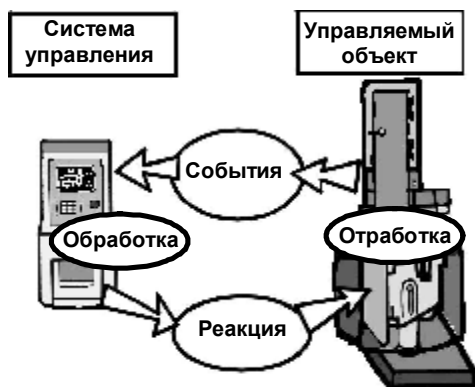 Система
управления
Управляемый
объект
События
Обработка
Отработка
Реакция